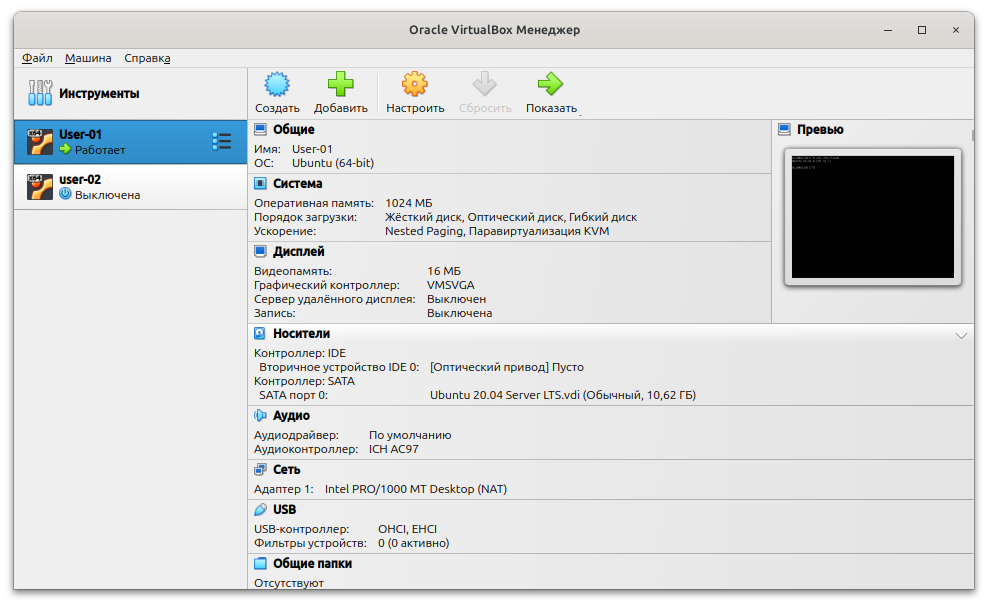 Oracle VirtualBox Менеджер
Файл Машина Справка
Инструменты
Создать Добавить Настроить Сбросить Показать
x64 User-01
Работает
x64 user-02
Выключена
Общие
Имя: User-01
ОС: Ubuntu (64-bit)
Превью
Система
Оперативная память: 1024 МБ
Порядок загрузки: Жёсткий диск, Оптический диск, Гибкий диск
Ускорение: Nested Paging, Паравиртуализация KVM
Дисплей
Видеопамять: 16 МБ
Графический контроллер: VMSVGA
Сервер удалённого дисплея: Выключен
Запись: Выключена
Носители
Контроллер: IDE
Вторичное устройство IDE 0: [Оптический привод] Пусто
Контроллер: SATA
SATA порт 0: Ubuntu 20.04 Server LTS.vdi (Обычный, 10,62 ГБ)
Аудио
Аудиодрайвер: По умолчанию
Аудиоконтроллер: ICH AC97
Сеть
Адаптер 1: Intel PRO/1000 MT Desktop (NAT)
USB
USB-контроллер: OHCI, EHCI
Фильтры устройств: 0 (0 активно)
Общие папки
Отсутствуют